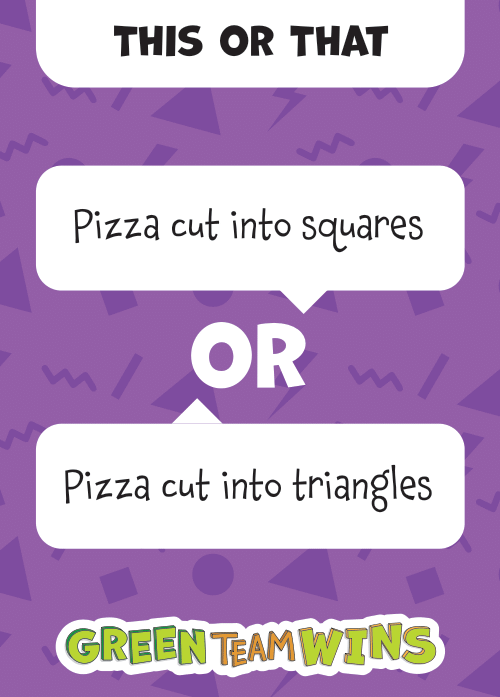 THIS OR THAT
Pizza cut into squares
OR
Pizza cut into triangles
GREEN TEAM WINS